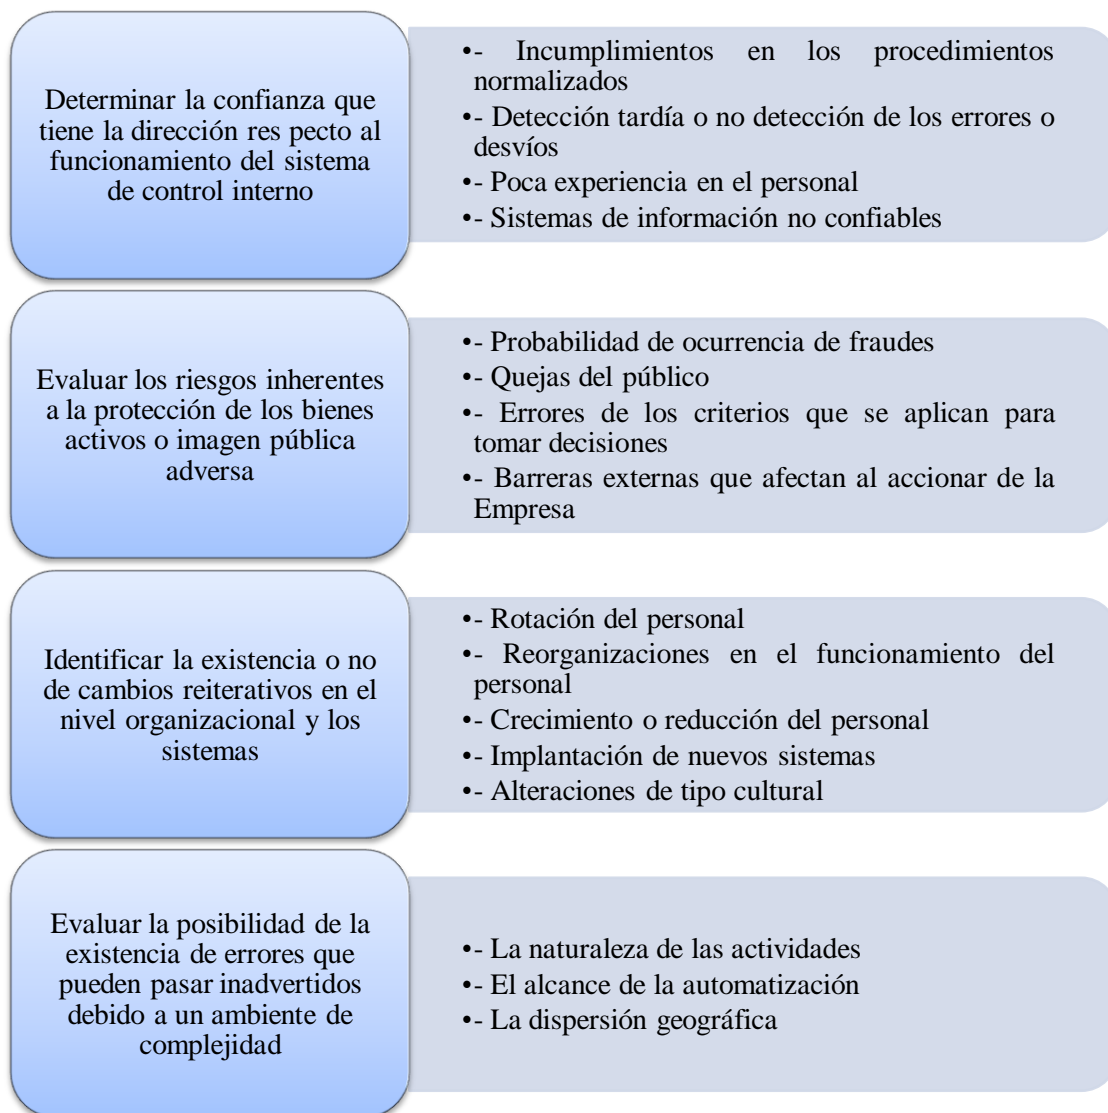 Determinar la confianza que
tiene la dirección res pecto al
funcionamiento del sistema
de control interno
•- Incumplimientos en los procedimientos
normalizados
•- Detección tardía o no detección de los errores o
desvíos
•- Poca experiencia en el personal
•- Sistemas de información no confiables
Evaluar los riesgos inherentes
a la protección de los bienes
activos o imagen pública
adversa
•- Probabilidad de ocurrencia de fraudes
•- Quejas del público
•- Errores de los criterios que se aplican para
tomar decisiones
•- Barreras externas que afectan al accionar de la
Empresa
Identificar la existencia o no
de cambios reiterativos en el
nivel organizacional y los
sistemas
•- Rotación del personal
•- Reorganizaciones en el funcionamiento del
personal
•- Crecimiento o reducción del personal
•- Implantación de nuevos sistemas
•- Alteraciones de tipo cultural
Evaluar la posibilidad de la
existencia de errores que
pueden pasar inadvertidos
debido a un ambiente de
complejidad
•- La naturaleza de las actividades
•- El alcance de la automatización
•- La dispersión geográfica